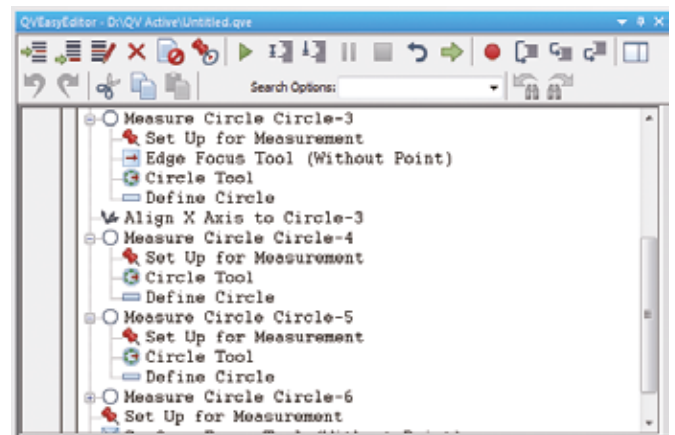 QVEasyEditor - D:\QV Active\Untitled.qve
Search Options:
Measure Circle Circle-3
Set Up for Measurement
Edge Focus Tool (Without Point)
Circle Tool
Define Circle
Align X Axis to Circle-3
Measure Circle Circle-4
Set Up for Measurement
Circle Tool
Define Circle
Measure Circle Circle-5
Set Up for Measurement
Circle Tool
Define Circle
Measure Circle Circle-6
Set Up for Measurement